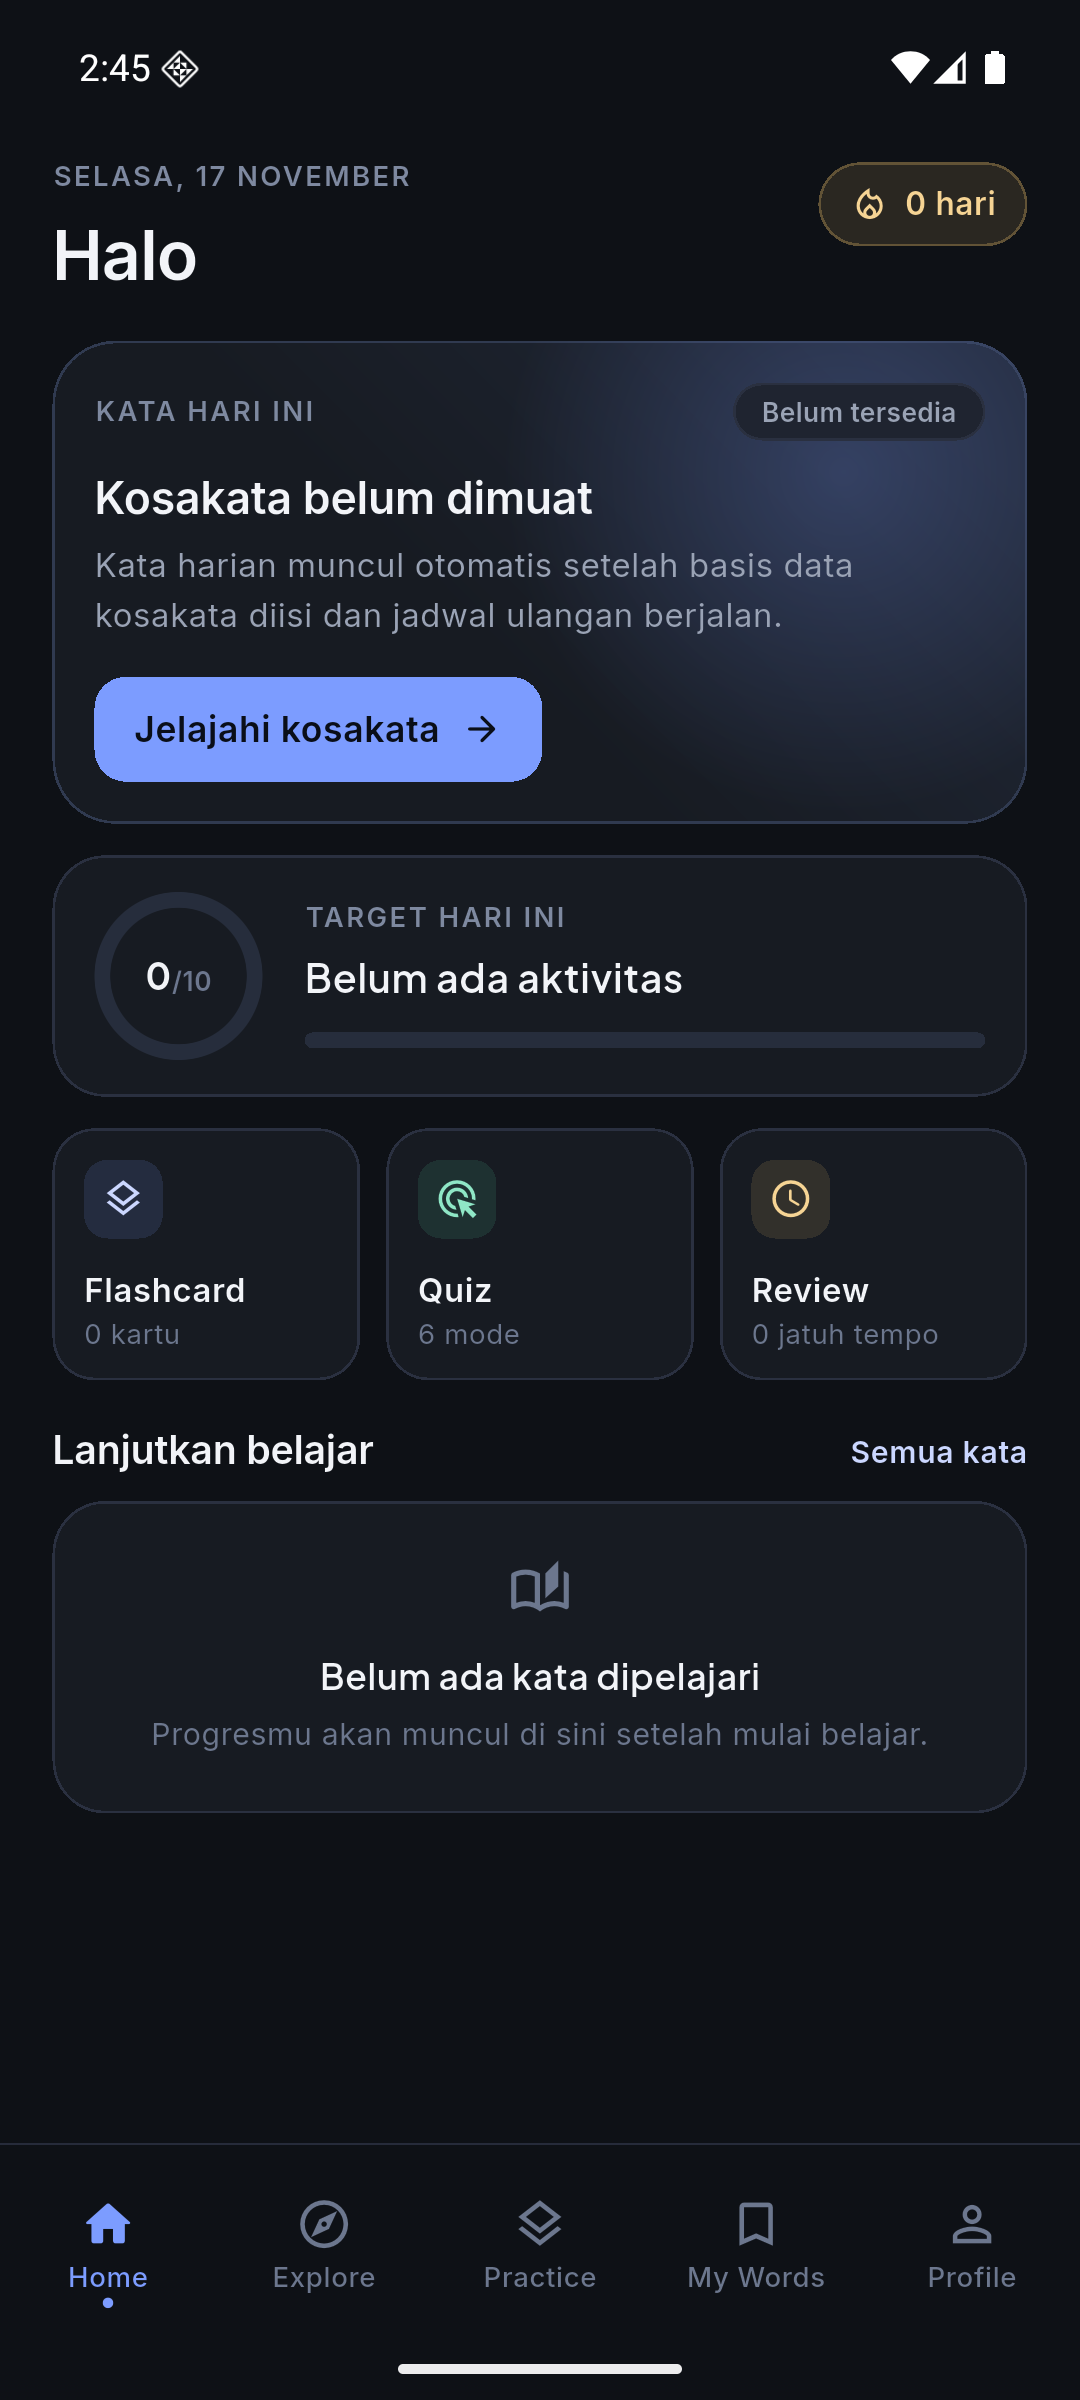 2:45
SELASA, 17 NOVEMBER
Halo
0 hari
KATA HARI INI
Belum tersedia
Kosakata belum dimuat
Kata harian muncul otomatis setelah basis data
kosakata diisi dan jadwal ulangan berjalan.
Jelajahi kosakata
0/10
TARGET HARI INI
Belum ada aktivitas
Flashcard
0 kartu
Quiz
6 mode
Review
0 jatuh tempo
Lanjutkan belajar
Semua kata
Belum ada kata dipelajari
Progresmu akan muncul di sini setelah mulai belajar.
Home
Explore
Practice
My Words
Profile